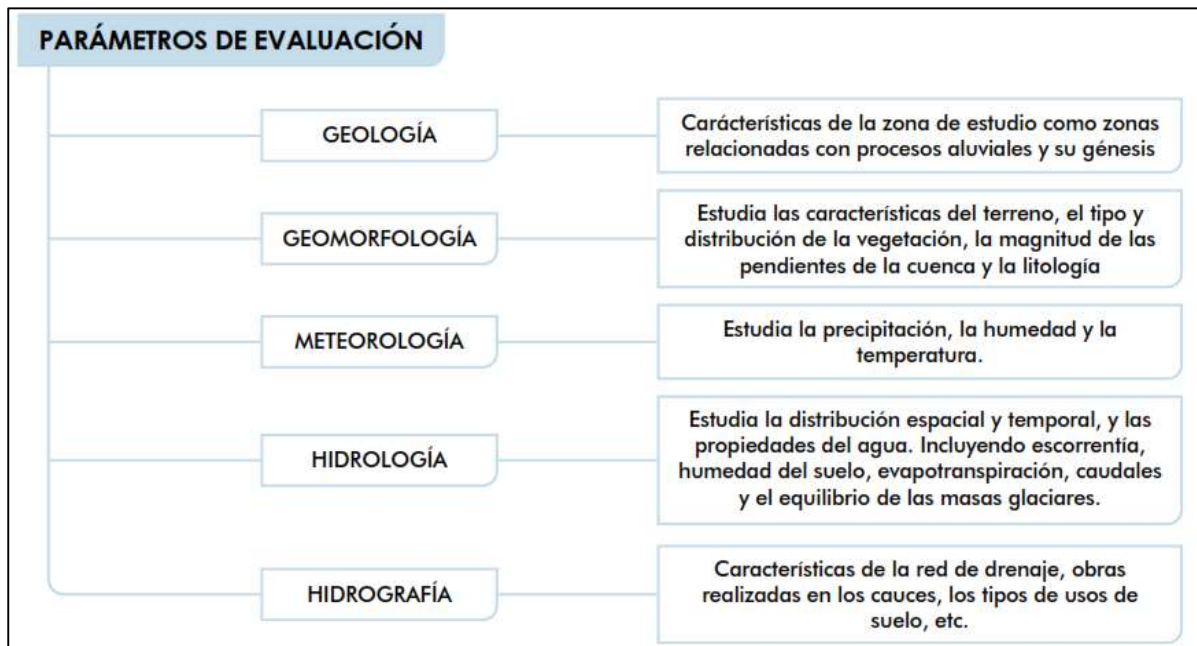 PARÁMETROS DE EVALUACIÓN
GEOLOGÍA
Carácterísticas de la zona de estudio como zonas
relacionadas con procesos aluviales y su génesis
GEOMORFOLOGÍA
Estudia las características del terreno, el tipo y
distribución de la vegetación, la magnitud de las
pendientes de la cuenca y la litología
METEOROLOGÍA
Estudia la precipitación, la humedad y la
temperatura.
HIDROLOGÍA
Estudia la distribución espacial y temporal, y las
propiedades del agua. Incluyendo escorrentía,
humedad del suelo, evapotranspiración, caudales
y el equilibrio de las masas glaciares.
HIDROGRAFÍA
Características de la red de drenaje, obras
realizadas en los cauces, los tipos de usos de
suelo, etc.